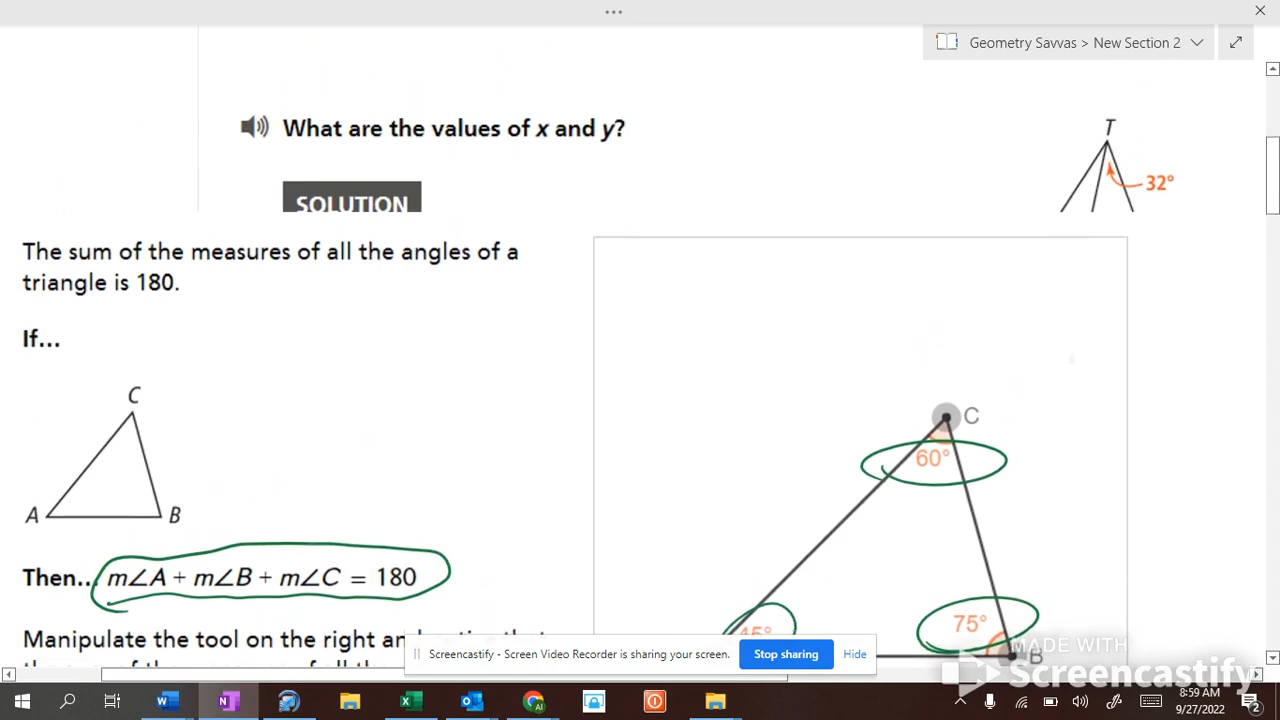 ...
Geometry Savvas > New Section 2
What are the values of x and y?
T
32°
SOLUTION
The sum of the measures of all the angles of a
triangle is 180.
If...
C
A
B
Then... m∠A + m∠B + m∠C = 180
Manipulate the tool on the right and
C
60°
45°
75°
B
Screencastify - Screen Video Recorder is sharing your screen.
Stop sharing
Hide
MADE WITH
Screencastify
8:59 AM
9/27/2022
2